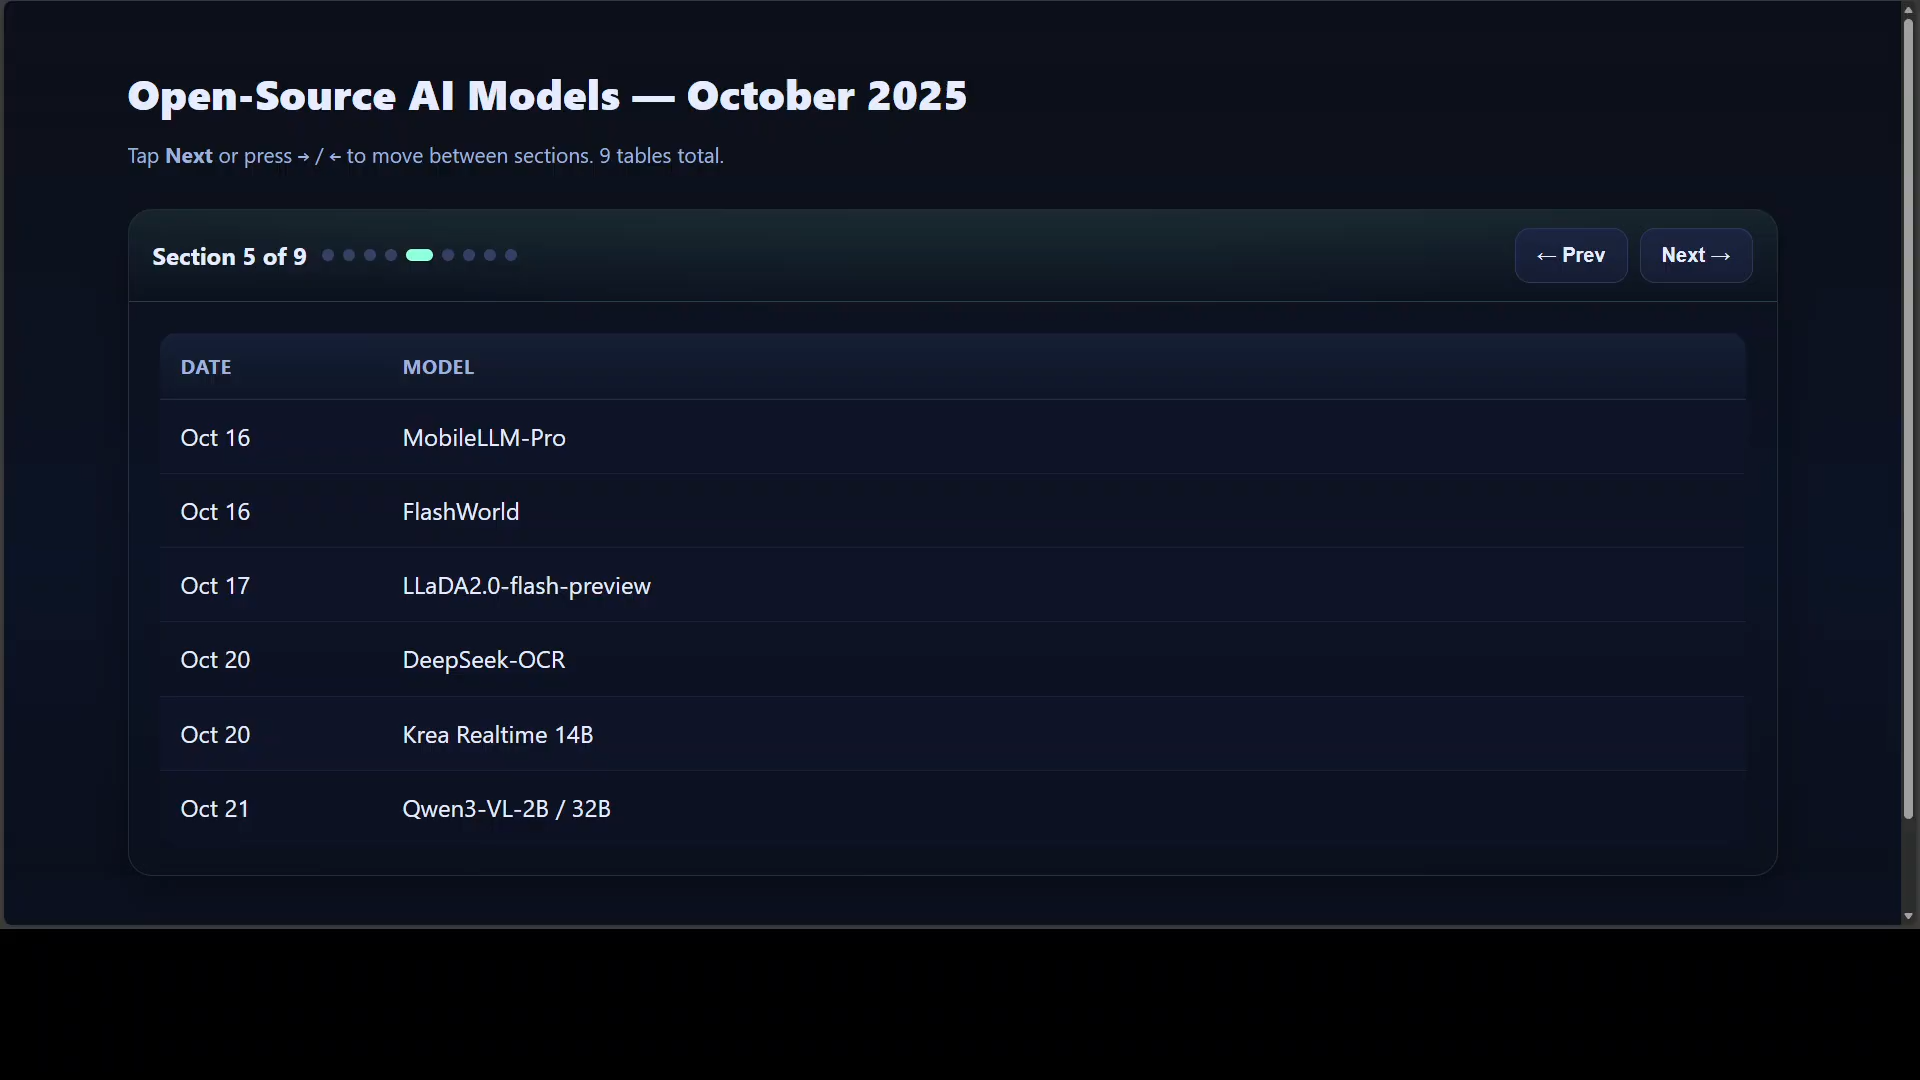 Open-Source AI Models — October 2025
Tap Next or press → / ← to move between sections. 9 tables total.
Section 5 of 9
← Prev
Next →
DATE MODEL
Oct 16 MobileLLM-Pro
Oct 16 FlashWorld
Oct 17 LLaDA2.0-flash-preview
Oct 20 DeepSeek-OCR
Oct 20 Krea Realtime 14B
Oct 21 Qwen3-VL-2B / 32B